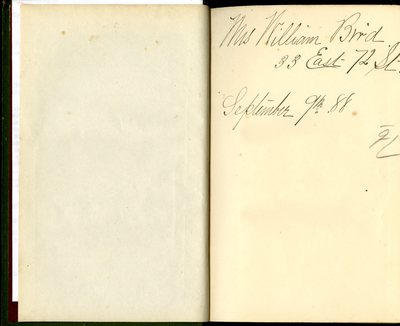 Mrs William Bird
33 East 72 St.
September 9th. 88